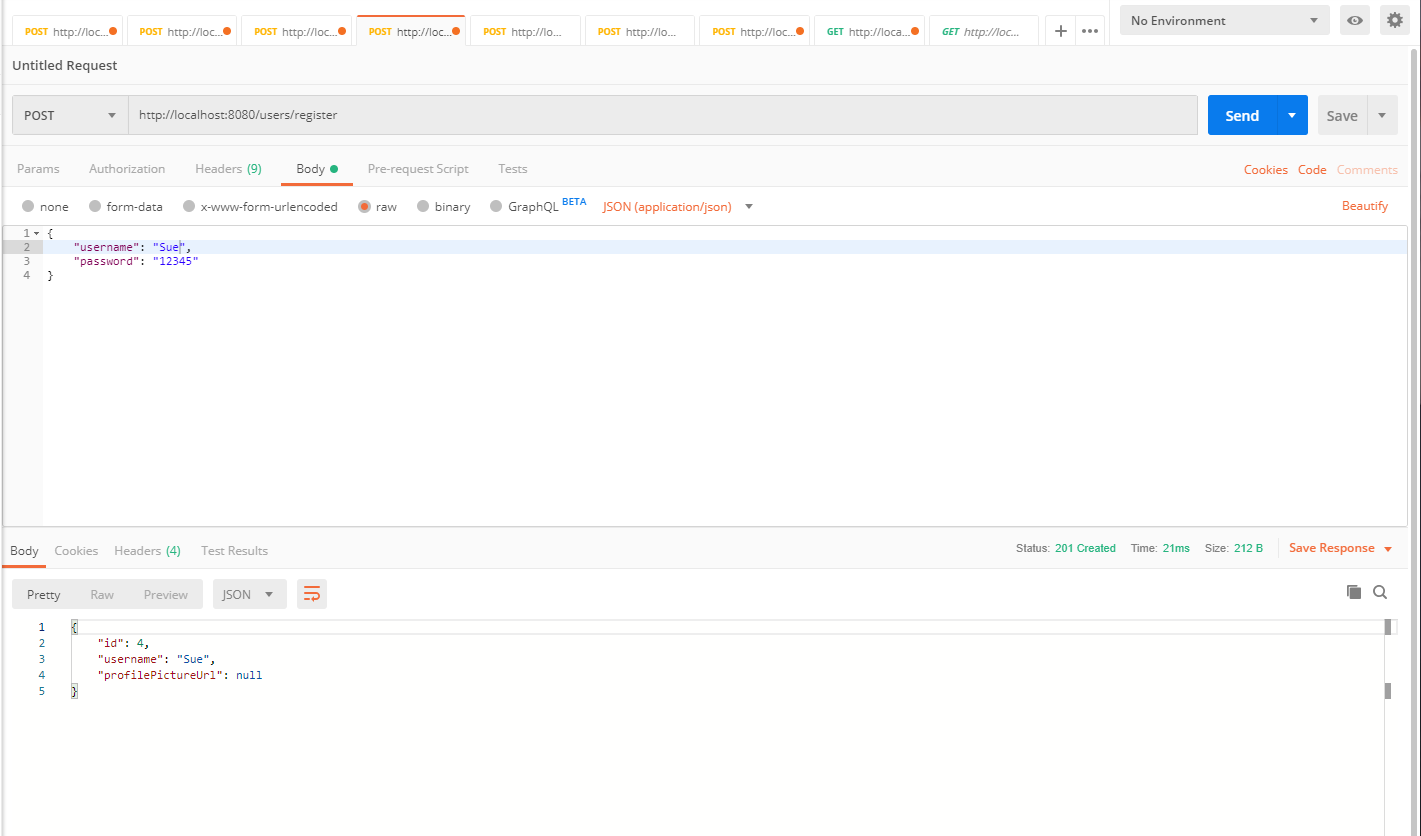 POST http://loc... POST http://loc... POST http://loc... POST http://loc... POST http://lo... POST http://lo... POST http://loc... GET http://loca... GET http://loc... No Environment
Untitled Request
POST http://localhost:8080/users/register Send Save
Params Authorization Headers (9) Body Pre-request Script Tests Cookies Code Comments
none form-data x-www-form-urlencoded raw binary GraphQL BETA JSON (application/json) Beautify
1 {
2 "username": "Sue",
3 "password": "12345"
4 }
Body Cookies Headers (4) Test Results Status: 201 Created Time: 21ms Size: 212 B Save Response
Pretty Raw Preview JSON
1 {
2 "id": 4,
3 "username": "Sue",
4 "profilePictureUrl": null
5 }